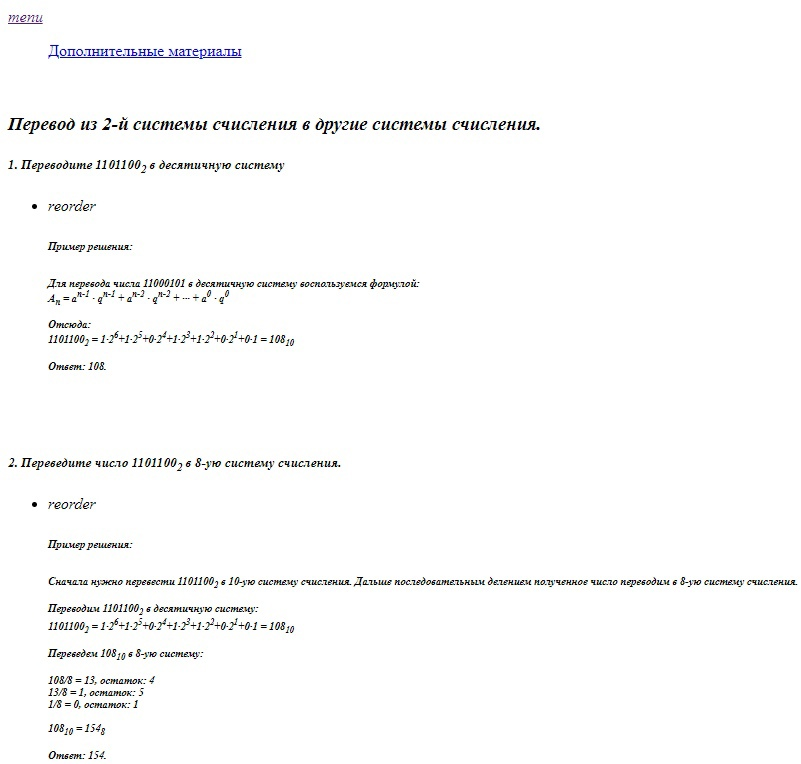 menu
Дополнительные материалы
Перевод из 2-й системы счисления в другие системы счисления.
1. Переводите 1101100₂ в десятичную систему
• reorder
Пример решения:
Для перевода числа 11000101 в десятичную систему воспользуемся формулой:
Aₙ = aⁿ⁻¹ · qⁿ⁻¹ + aⁿ⁻² · qⁿ⁻² + ··· + a⁰ · q⁰
Отсюда:
1101100₂ = 1·2⁶+1·2⁵+0·2⁴+1·2³+1·2²+0·2¹+0·1 = 108₁₀
Ответ: 108.
2. Переведите число 1101100₂ в 8-ую систему счисления.
• reorder
Пример решения:
Сначала нужно перевести 1101100₂ в 10-ую систему счисления. Дальше последовательным делением полученное число переводим в 8-ую систему счисления.
Переводим 1101100₂ в десятичную систему:
1101100₂ = 1·2⁶+1·2⁵+0·2⁴+1·2³+1·2²+0·2¹+0·1 = 108₁₀
Переведем 108₁₀ в 8-ую систему:
108/8 = 13, остаток: 4
13/8 = 1, остаток: 5
1/8 = 0, остаток: 1
108₁₀ = 154₈
Ответ: 154.